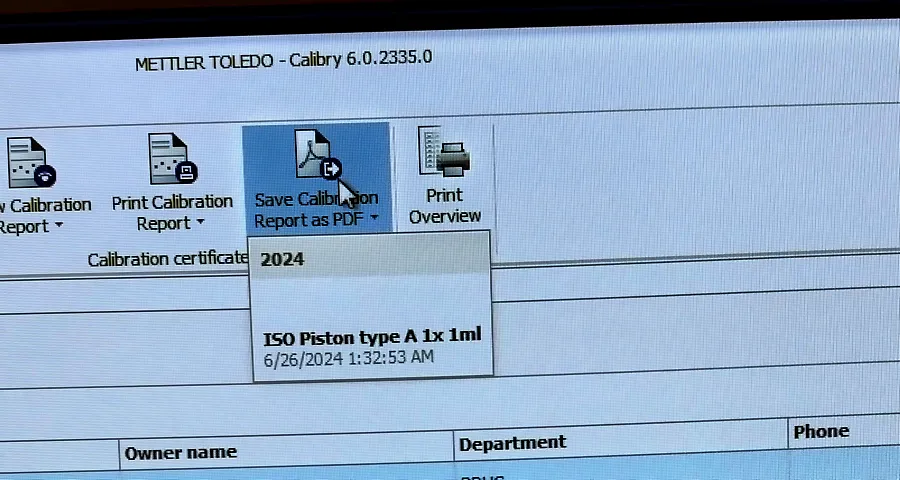 METTLER TOLEDO - Calibry 6.0.2335.0
Calibration
Report
Print Calibration
Report
Save Calibration
Report as PDF
Print
Overview
Calibration certificate
2024
ISO Piston type A 1x 1ml
6/26/2024 1:32:53 AM
Owner name
Department
Phone